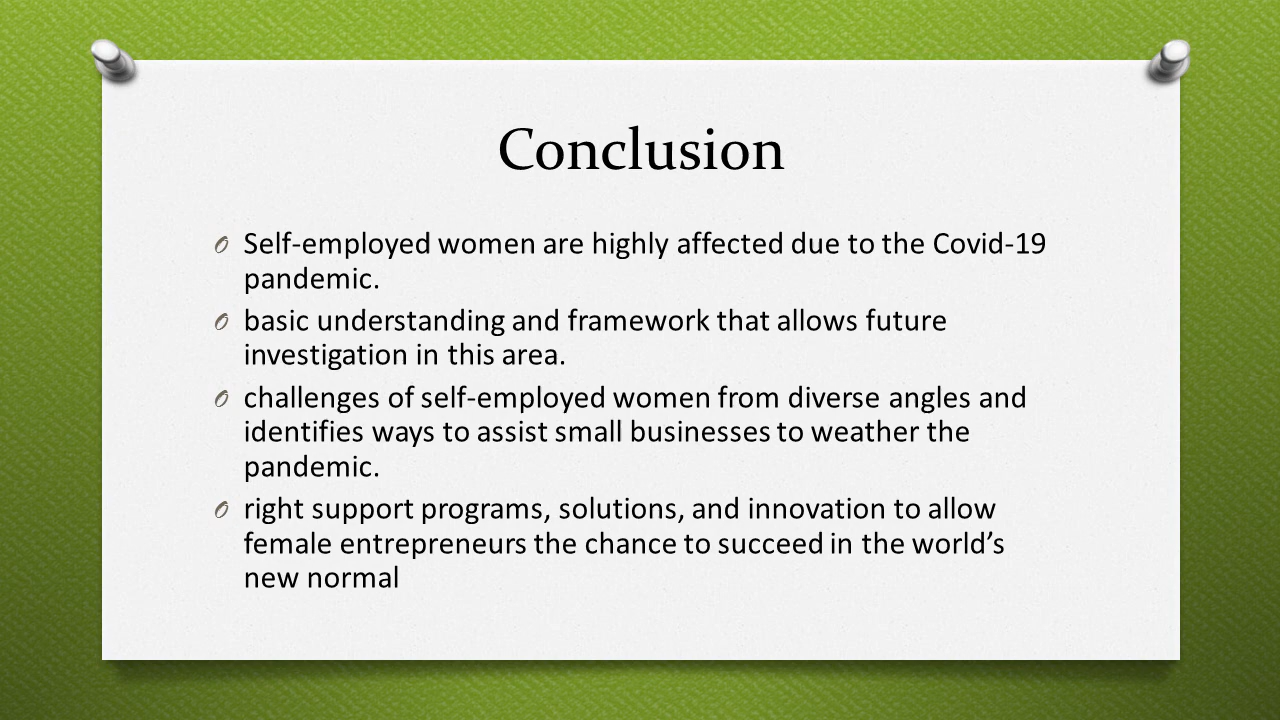 Conclusion
Self-employed women are highly affected due to the Covid-19
pandemic.
basic understanding and framework that allows future
investigation in this area.
challenges of self-employed women from diverse angles and
identifies ways to assist small businesses to weather the
pandemic.
right support programs, solutions, and innovation to allow
female entrepreneurs the chance to succeed in the world’s
new normal